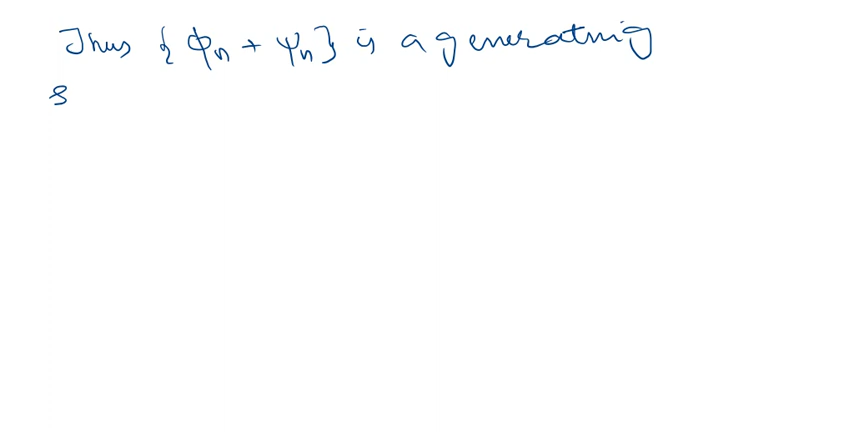 Thus {φₙ + ψₙ} is a generating
s